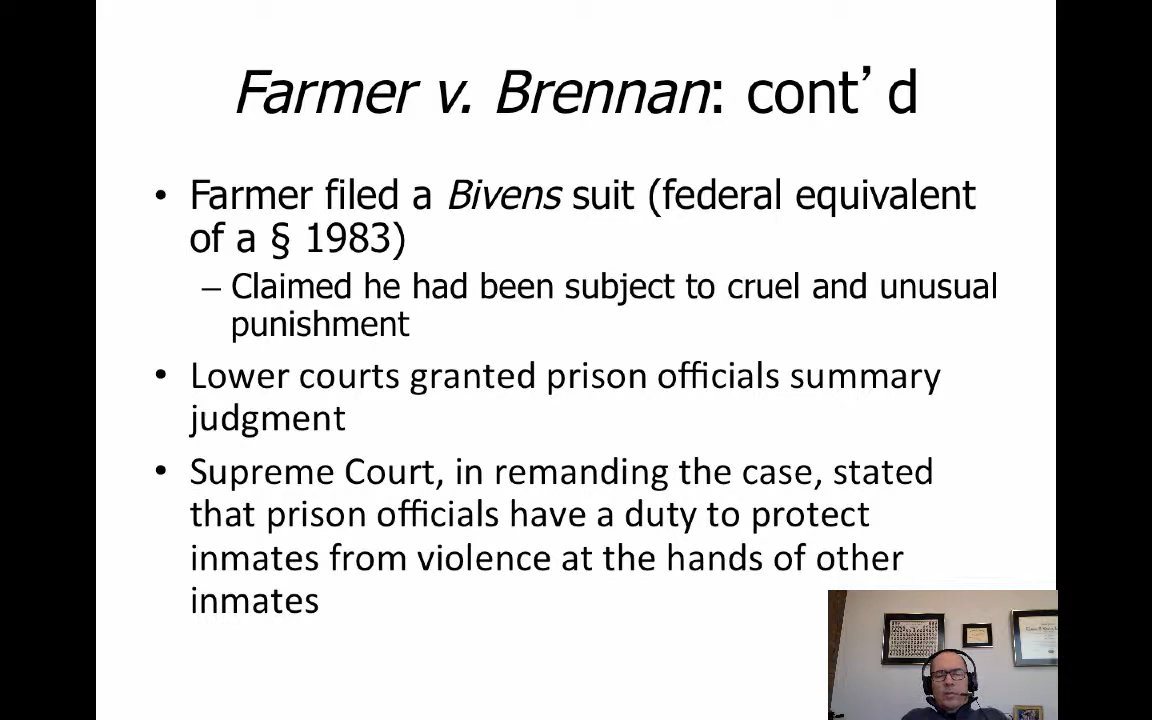 Farmer v. Brennan: cont’ d
• Farmer filed a Bivens suit (federal equivalent
of a § 1983)
– Claimed he had been subject to cruel and unusual
punishment
• Lower courts granted prison officials summary
judgment
• Supreme Court, in remanding the case, stated
that prison officials have a duty to protect
inmates from violence at the hands of other
inmates